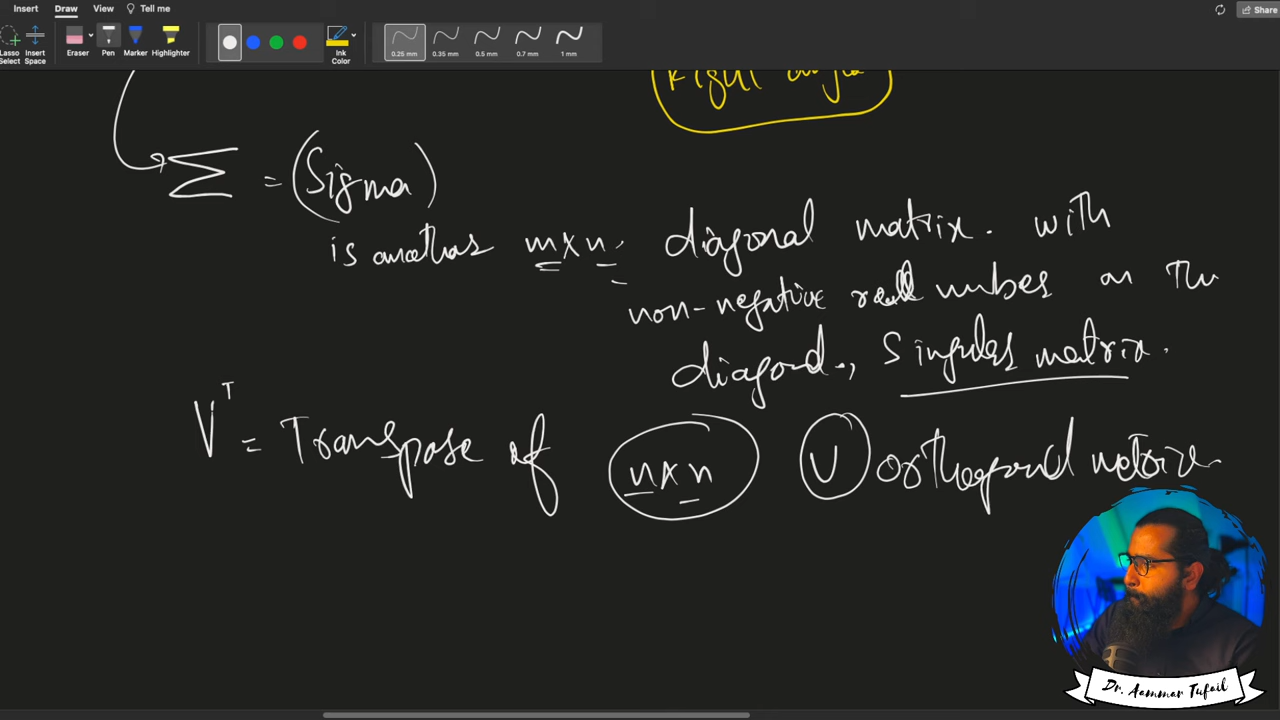 Insert Draw View Tell me Share
Lasso Select Insert Space Eraser Pen Marker Highlighter Ink Color 0.25 mm 0.35 mm 0.5 mm 0.7 mm 1 mm
Right angle
Σ = (Sigma)
is another m×n diagonal matrix. with
non-negative real numbers on the
diagonal., Singular matrix.
V^T = Transpose of n×n V orthogonal matrix
Dr. Aammar Tufail